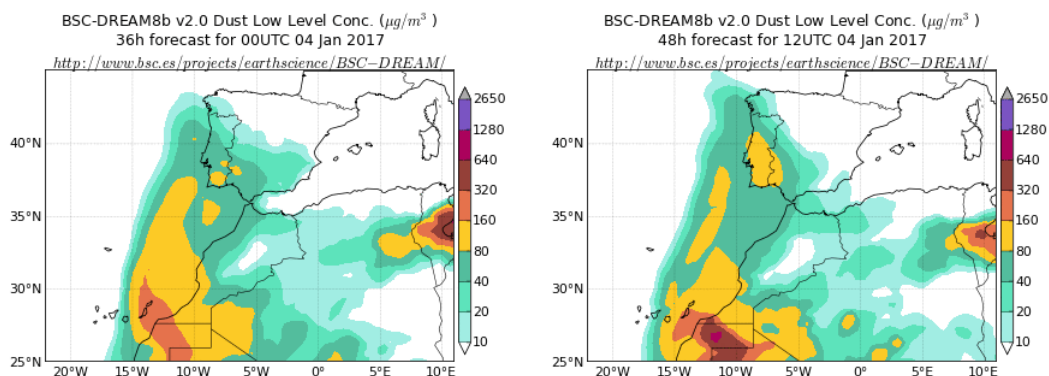 BSC-DREAM8b v2.0 Dust Low Level Conc. (μg/m³ )
36h forecast for 00UTC 04 Jan 2017
http://www.bsc.es/projects/earthscience/BSC−DREAM/
2650
1280
640
320
160
80
40
20
10
40°N
35°N
30°N
25°N
20°W 15°W 10°W 5°W 0°E 5°E 10°E
BSC-DREAM8b v2.0 Dust Low Level Conc. (μg/m³ )
48h forecast for 12UTC 04 Jan 2017
http://www.bsc.es/projects/earthscience/BSC−DREAM/
2650
1280
640
320
160
80
40
20
10
40°N
35°N
30°N
25°N
20°W 15°W 10°W 5°W 0°E 5°E 10°E